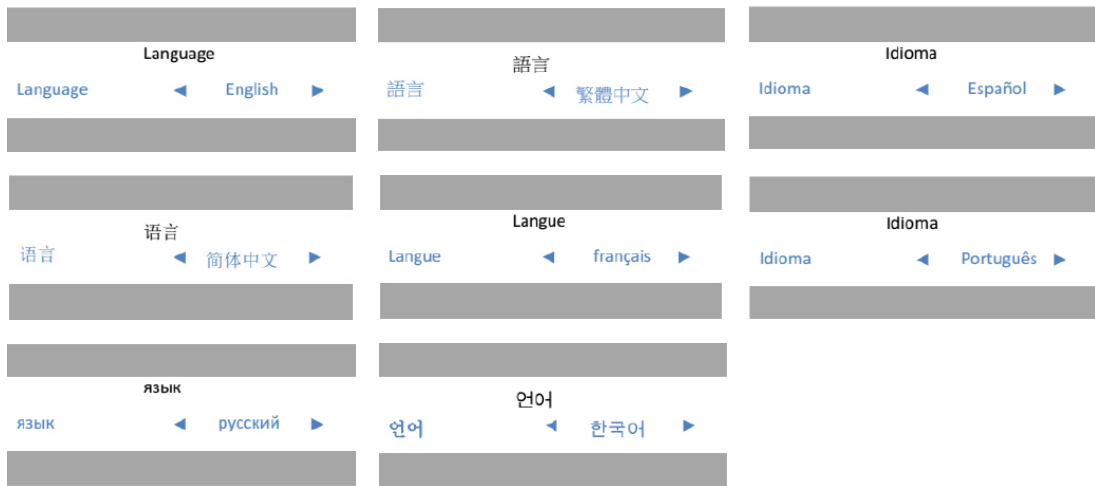 Language
Language ◄ English ►
語言
語言 ◄ 繁體中文 ►
Idioma
Idioma ◄ Español ►
语言
语言 ◄ 简体中文 ►
Langue
Langue ◄ français ►
Idioma
Idioma ◄ Português ►
язык
язык ◄ русский ►
언어
언어 ◄ 한국어 ►